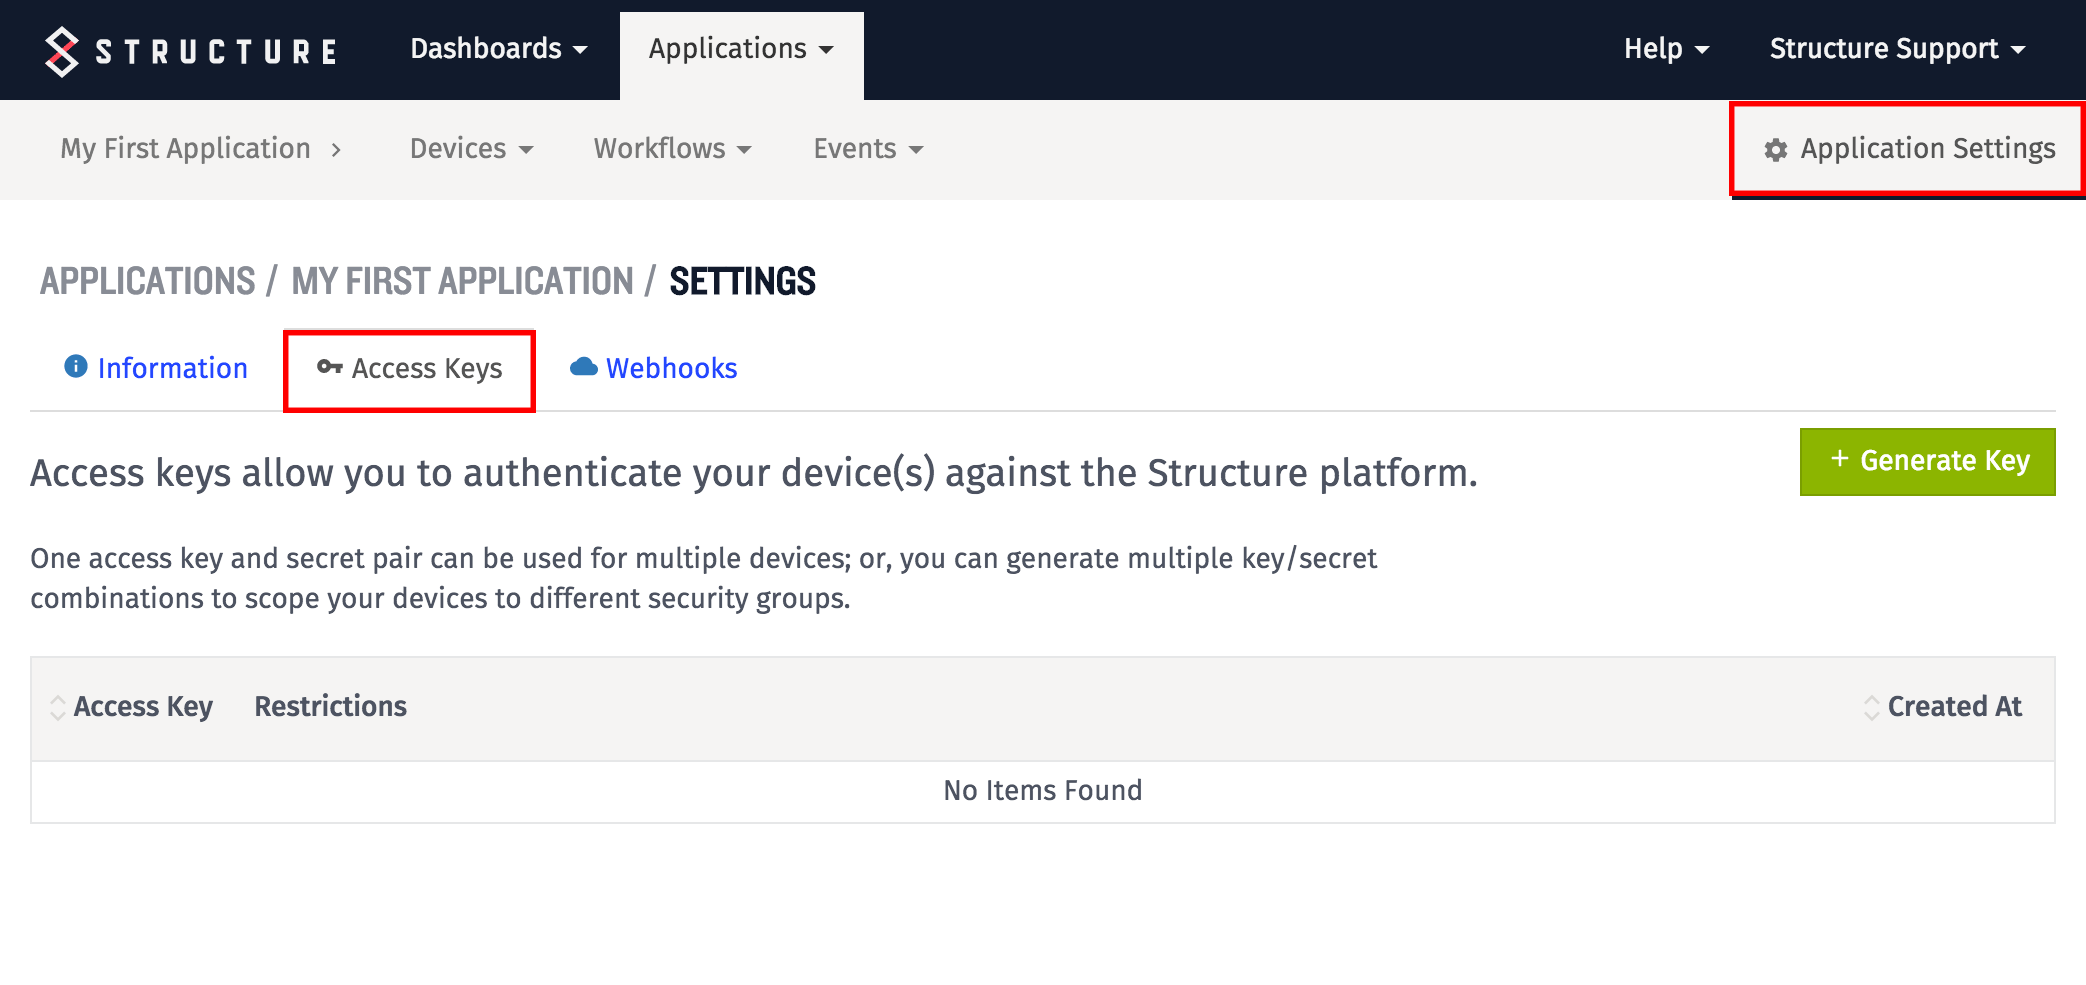 STRUCTURE Dashboards Applications Help Structure Support
My First Application Devices Workflows Events Application Settings
APPLICATIONS / MY FIRST APPLICATION / SETTINGS
Information Access Keys Webhooks
Access keys allow you to authenticate your device(s) against the Structure platform.
+ Generate Key
One access key and secret pair can be used for multiple devices; or, you can generate multiple key/secret
combinations to scope your devices to different security groups.
Access Key Restrictions Created At
No Items Found